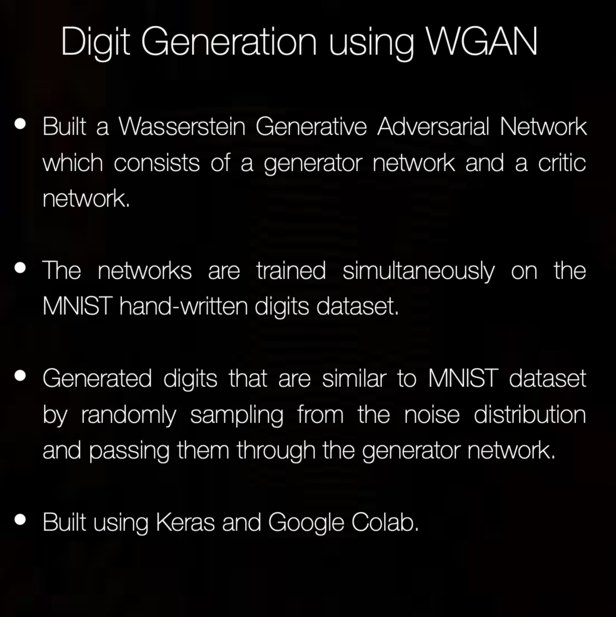 Digit Generation using WGAN
• Built a Wasserstein Generative Adversarial Network
which consists of a generator network and a critic
network.
• The networks are trained simultaneously on the
MNIST hand-written digits dataset.
• Generated digits that are similar to MNIST dataset
by randomly sampling from the noise distribution
and passing them through the generator network.
• Built using Keras and Google Colab.